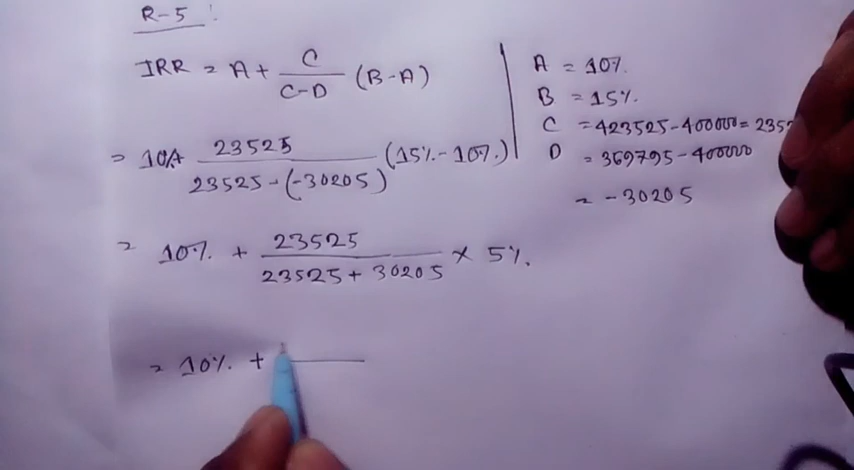 R-5 !
IRR = A + C / C-D (B-A)
= 10% + 23525 / 23525-(-30205) (15%-10%)
= 10% + 23525 / 23525+30205 × 5%.
= 10% +
A = 10%.
B = 15%.
C = 423525-400000=2352
D = 369795-400000
= -30205